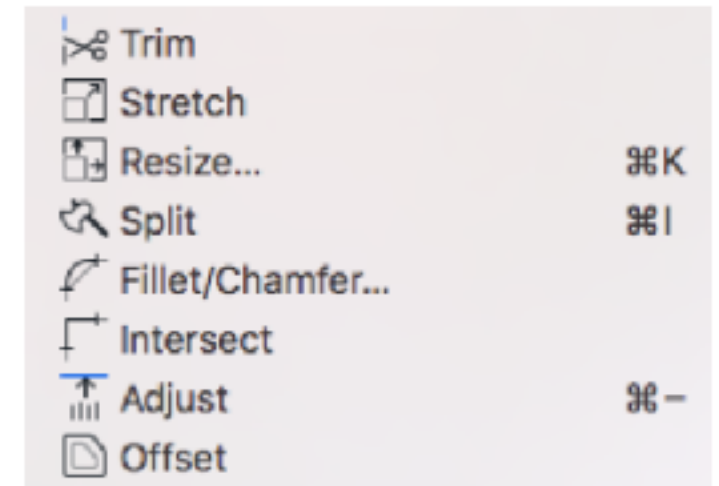 Trim
Stretch
Resize... ⌘K
Split ⌘I
Fillet/Chamfer...
Intersect
Adjust ⌘–
Offset